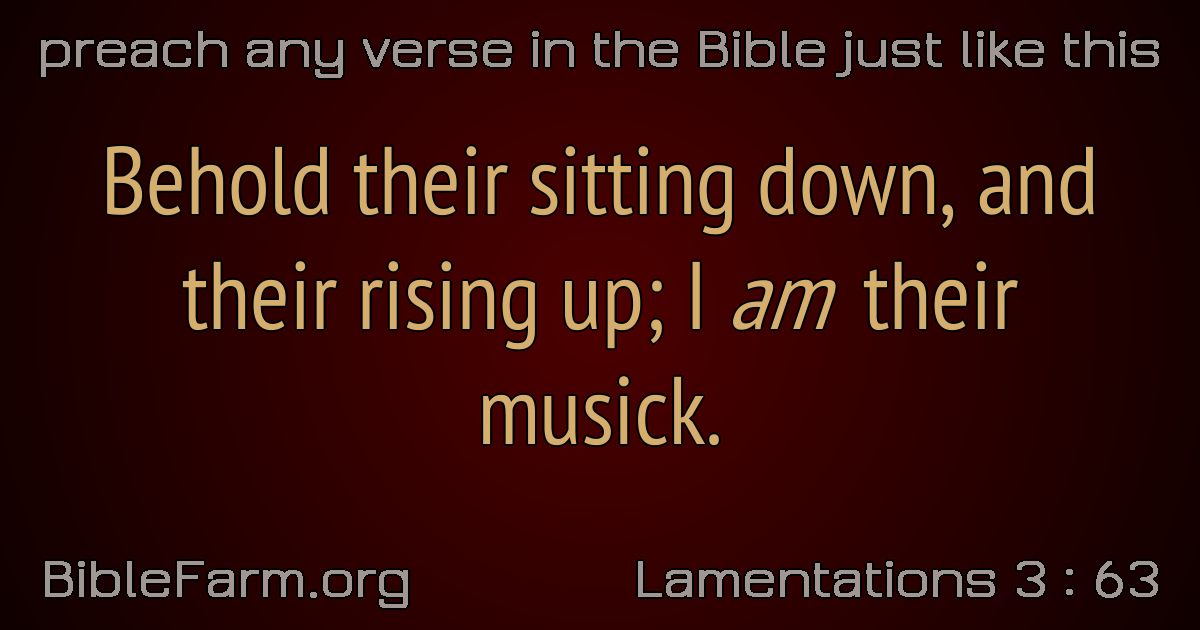 preach any verse in the Bible just like this
Behold their sitting down, and
their rising up; I am their
musick.
BibleFarm.org
Lamentations 3 : 63